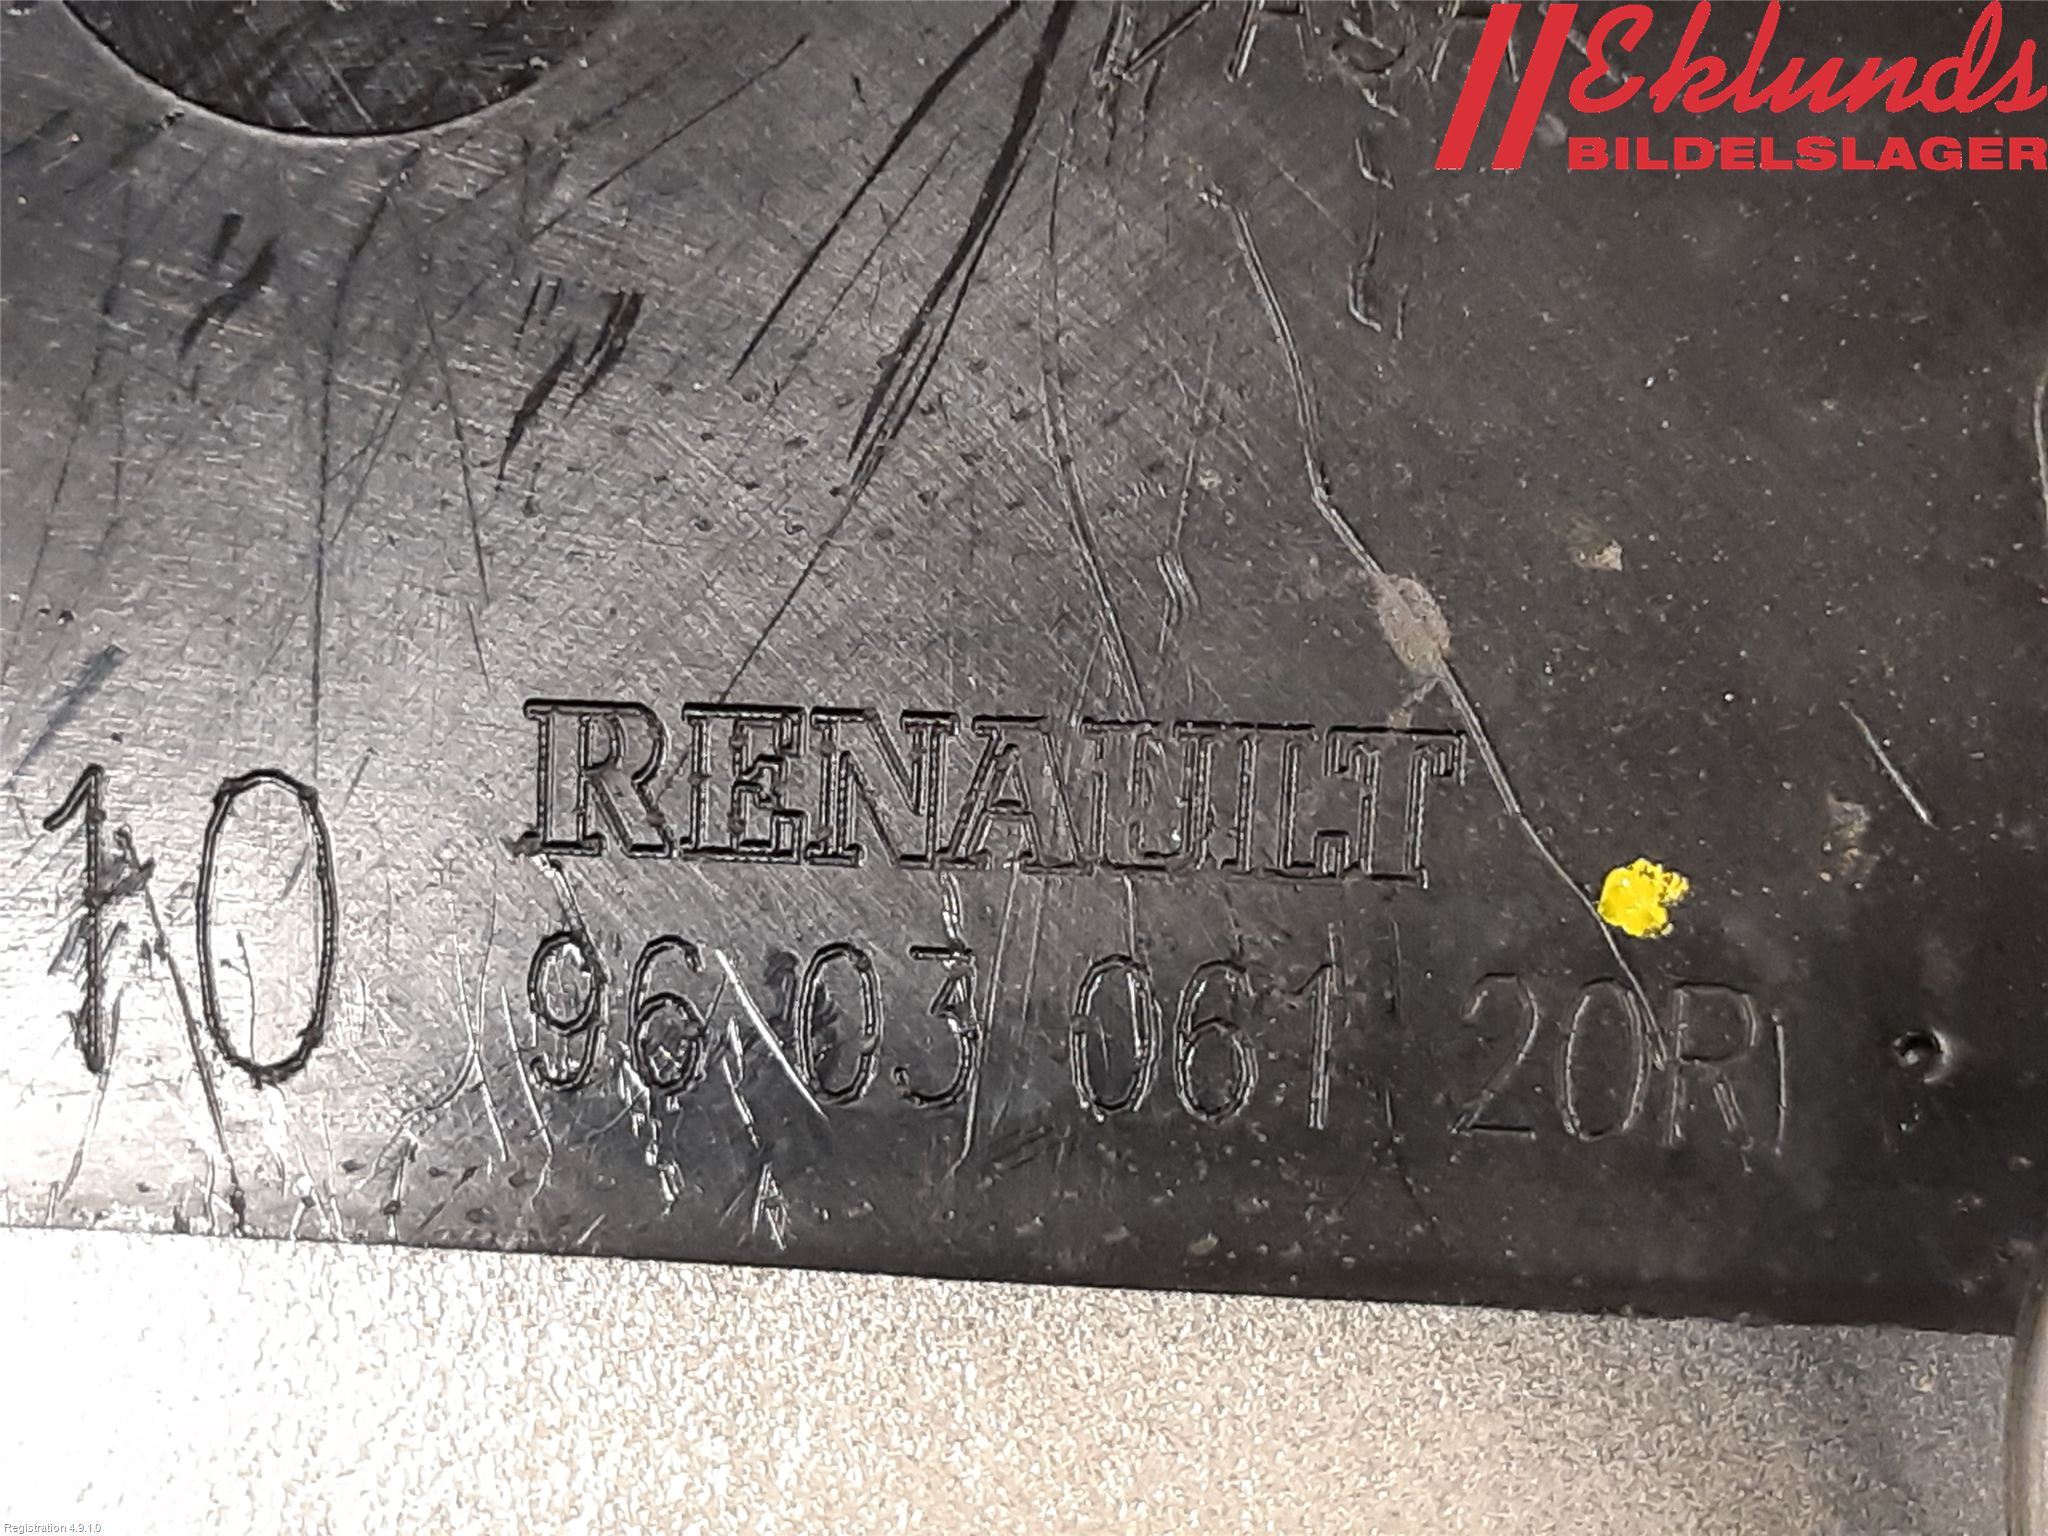 Eklunds
BILDELSLAGER
RENAULT
10
96 03 061 20R
Registration 4.9.1.0